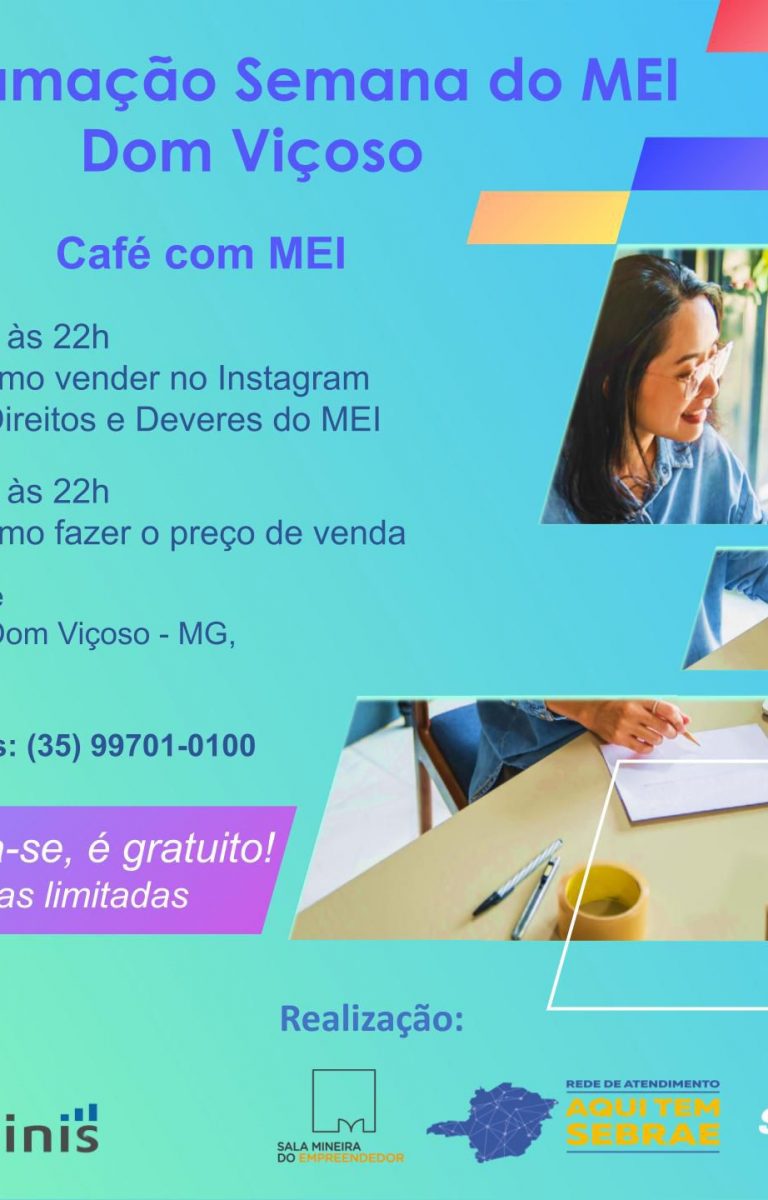 amação Semana do MEI
Dom Viçoso
Café com MEI
às 22h
mo vender no Instagram
Direitos e Deveres do MEI
às 22h
mo fazer o preço de venda
e
Dom Viçoso - MG,
s: (35) 99701-0100
a-se, é gratuito!
as limitadas
Realização:
inis
SALA MINEIRA
DO EMPREENDEDOR
REDE DE ATENDIMENTO
AQUI TEM
SEBRAE
S